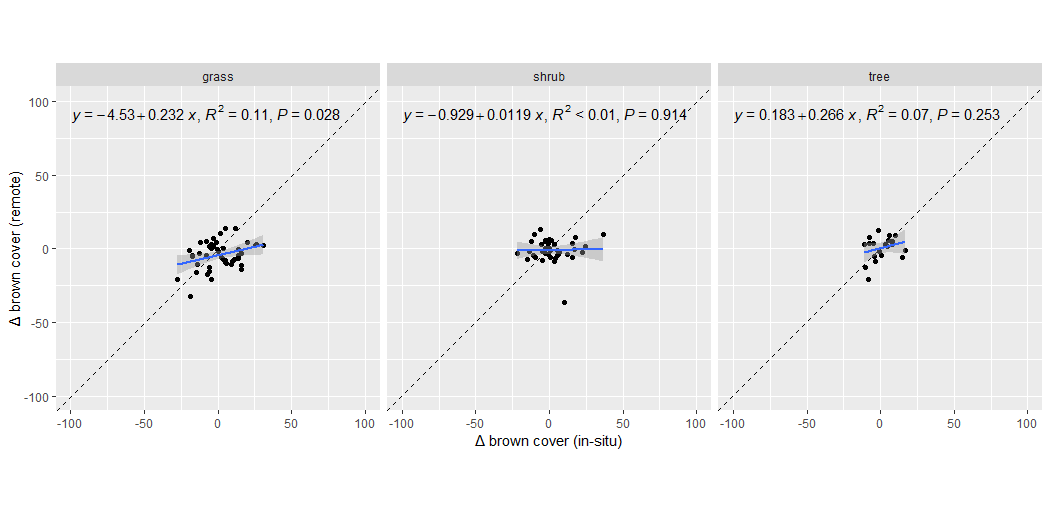 grass
shrub
tree
y = −4.53 + 0.232 x, R² = 0.11, P = 0.028
y = −0.929 + 0.0119 x, R² < 0.01, P = 0.914
y = 0.183 + 0.266 x, R² = 0.07, P = 0.253
100
50
0
-50
-100
Δ brown cover (remote)
-100 -50 0 50 100
-100 -50 0 50 100
-100 -50 0 50 100
Δ brown cover (in-situ)